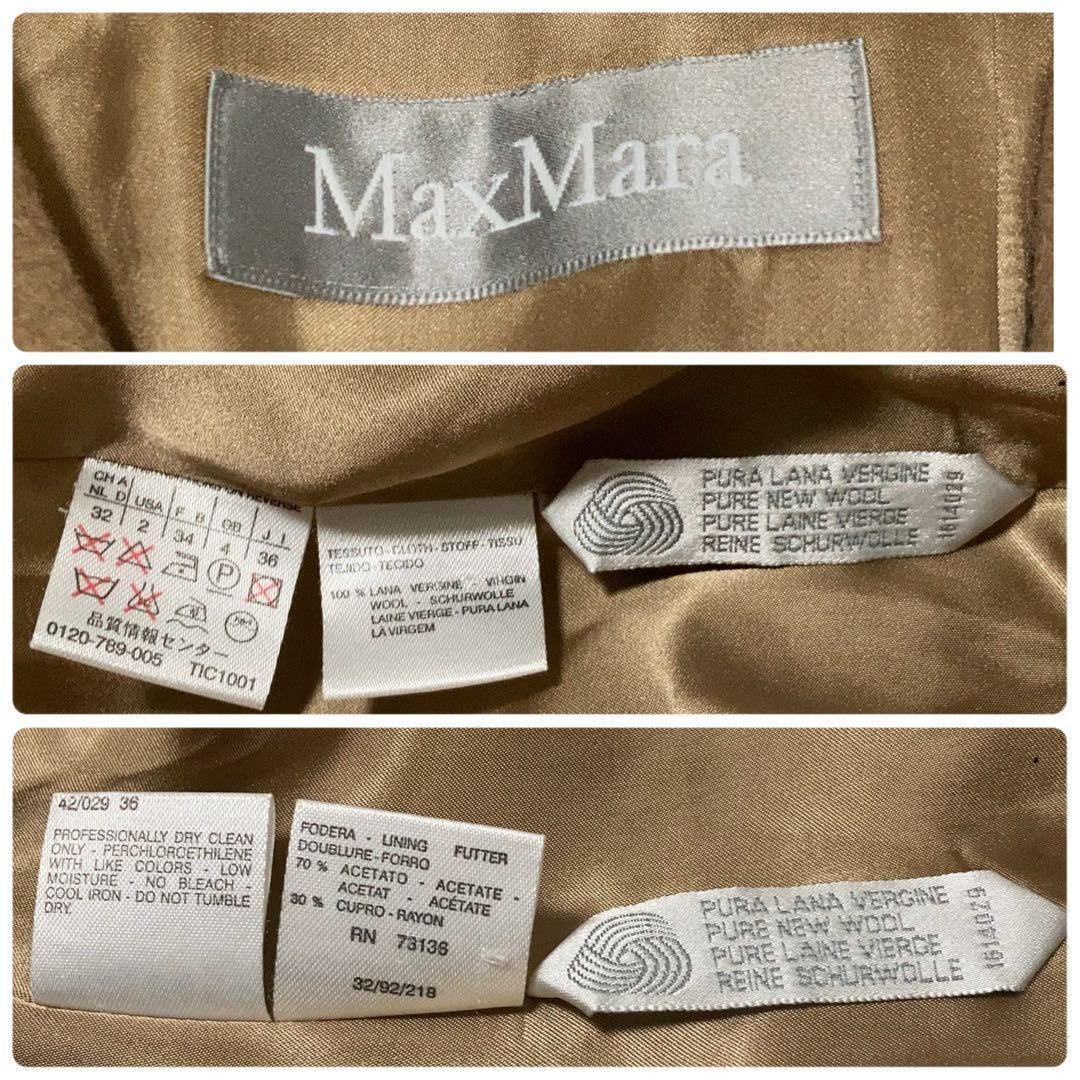 MaxMara
CH A
NL D USA F B GB J I
32 2 34 4 36
P
品質情報センター
0120-789-005 TIC1001
TESSUTO-CLOTH-STOFF-TISSU
TEJIDO-TECIDO
100 % LANA VERGINE - VIRGIN
WOOL - SCHURWOLLE
LAINE VIERGE - PURA LANA
LÀ VIRGEM
PURA LANA VERGINE
PURE NEW WOOL
PURE LAINE VIERGE
REINE SCHURWOLLE
1614029
42/029 36
PROFESSIONALLY DRY CLEAN
ONLY - PERCHLOROETHILENE
WITH LIKE COLORS - LOW
MOISTURE - NO BLEACH -
COOL IRON - DO NOT TUMBLE
DRY.
FODERA - LINING FUTTER
DOUBLURE-FORRO
70 % ACETATO - ACETATE
ACETAT - ACÉTATE -
30 % CUPRO-RAYON
RN 73136
32/92/218
PURA LANA VERGINE
PURE NEW WOOL
PURE LAINE VIERGE
REINE SCHURWOLLE
1614029